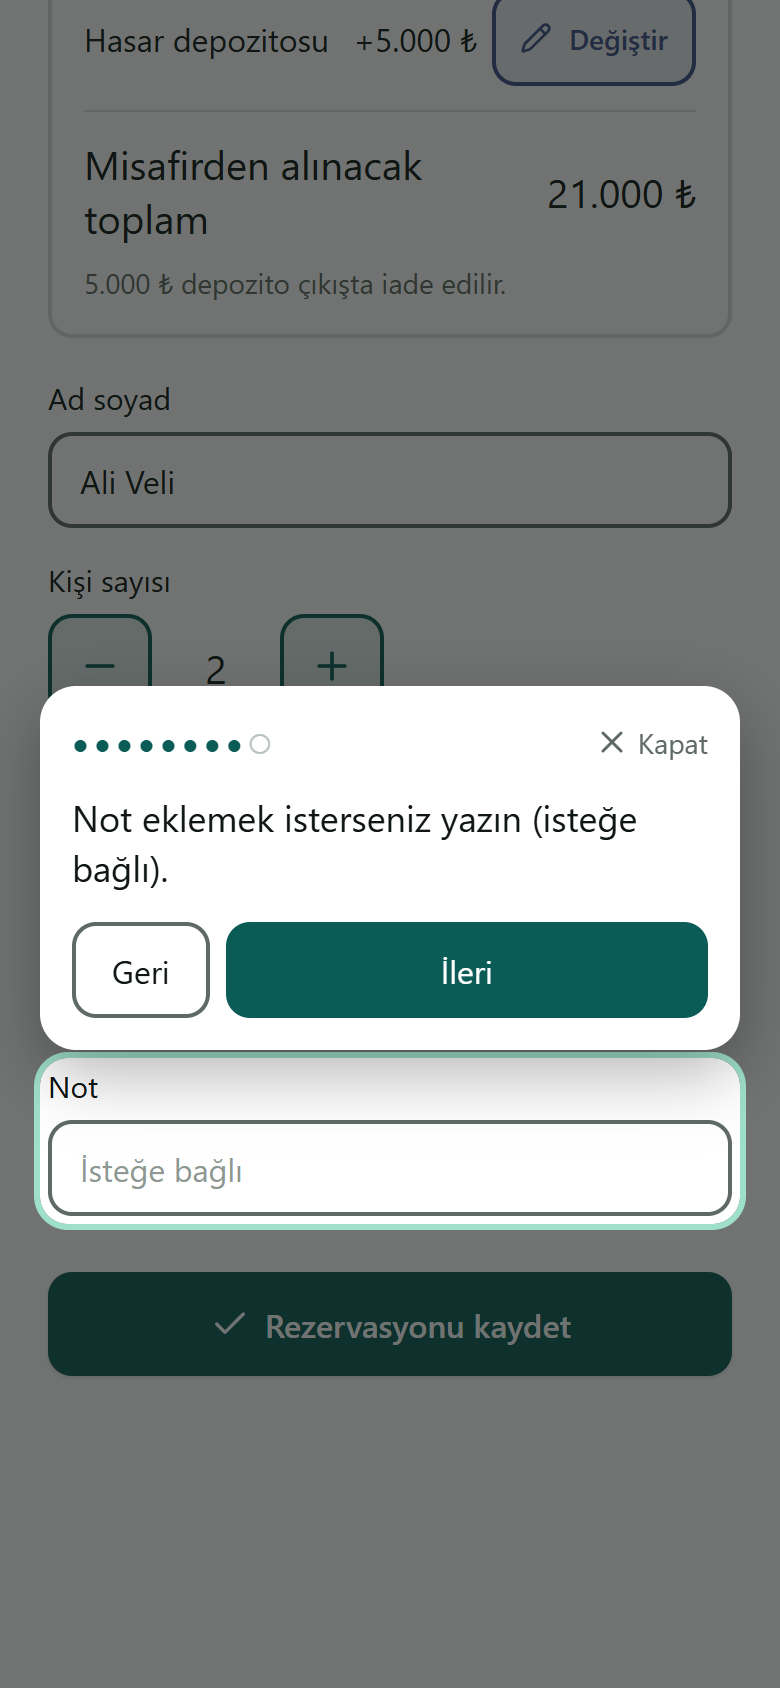 Hasar depozitosu +5.000 ₺ Değiştir
Misafirden alınacak
toplam
21.000 ₺
5.000 ₺ depozito çıkışta iade edilir.
Ad soyad
Ali Veli
Kişi sayısı
− 2 +
Kapat
Not eklemek isterseniz yazın (isteğe
bağlı).
Geri
İleri
Not
İsteğe bağlı
Rezervasyonu kaydet